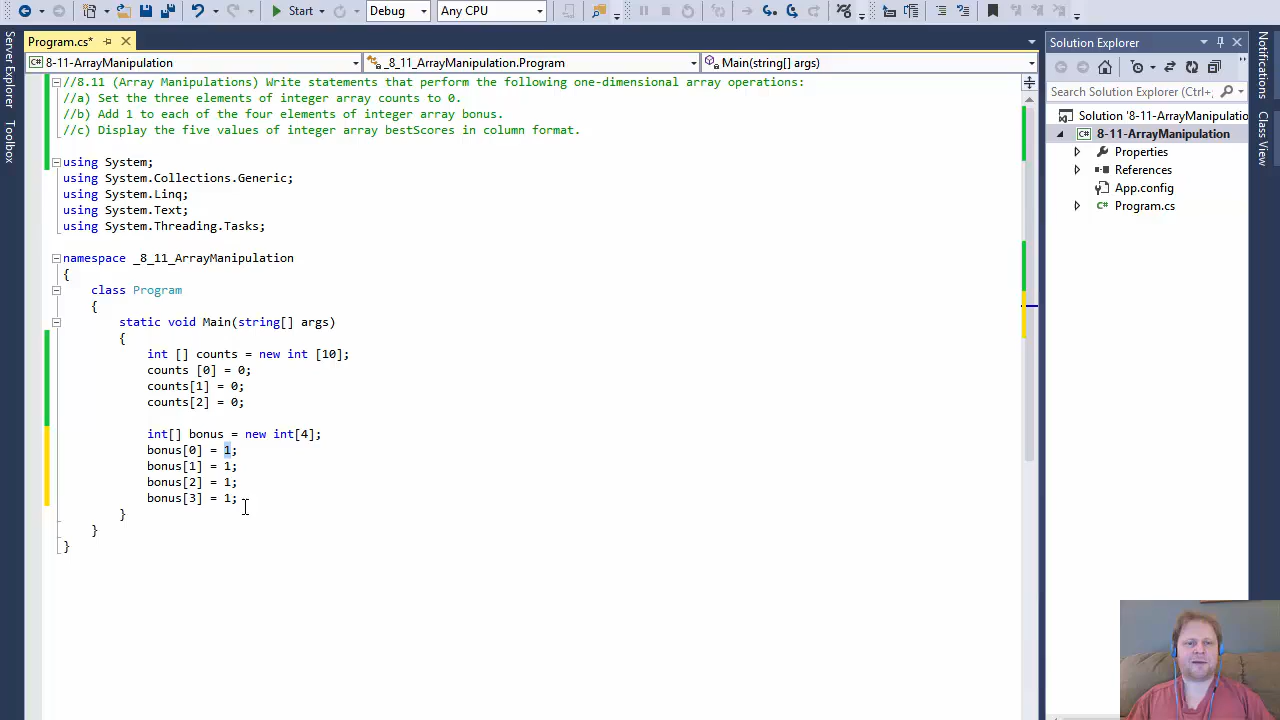 Start
Debug
Any CPU
Program.cs*
8-11-ArrayManipulation
_8_11_ArrayManipulation.Program
Main(string[] args)
//8.11 (Array Manipulations) Write statements that perform the following one-dimensional array operations:
//a) Set the three elements of integer array counts to 0.
//b) Add 1 to each of the four elements of integer array bonus.
//c) Display the five values of integer array bestScores in column format.
using System;
using System.Collections.Generic;
using System.Linq;
using System.Text;
using System.Threading.Tasks;
namespace _8_11_ArrayManipulation
{
class Program
{
static void Main(string[] args)
{
int [] counts = new int [10];
counts [0] = 0;
counts[1] = 0;
counts[2] = 0;
int[] bonus = new int[4];
bonus[0] = 1;
bonus[1] = 1;
bonus[2] = 1;
bonus[3] = 1;
}
}
}
Server Explorer
Toolbox
Solution Explorer
Search Solution Explorer (Ctrl+;
Solution '8-11-ArrayManipulatio
8-11-ArrayManipulation
Properties
References
App.config
Program.cs
Notifications
Class View